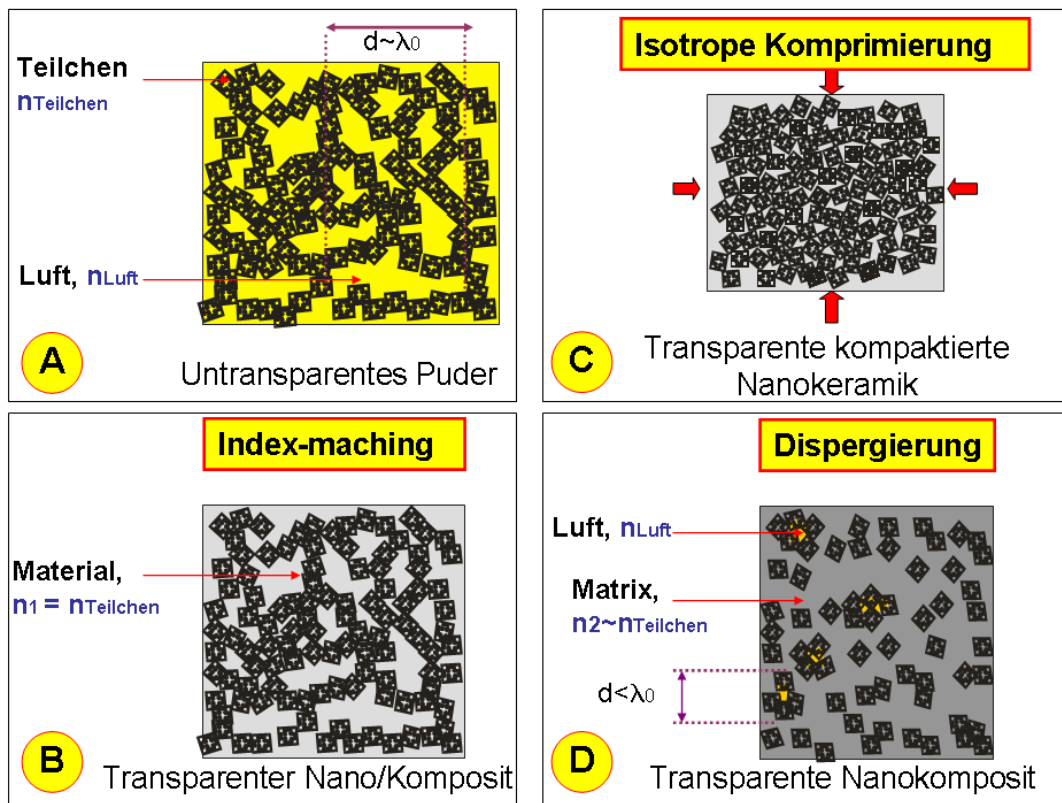 d~λ0
Teilchen
nTeilchen
Luft, nLuft
A
Untransparentes Puder
Isotrope Komprimierung
C
Transparente kompaktierte
Nanokeramik
Index-maching
Material,
n1 = nTeilchen
B
Transparenter Nano/Komposit
Dispergierung
Luft, nLuft
Matrix,
n2~nTeilchen
d<λ0
D
Transparente Nanokomposit